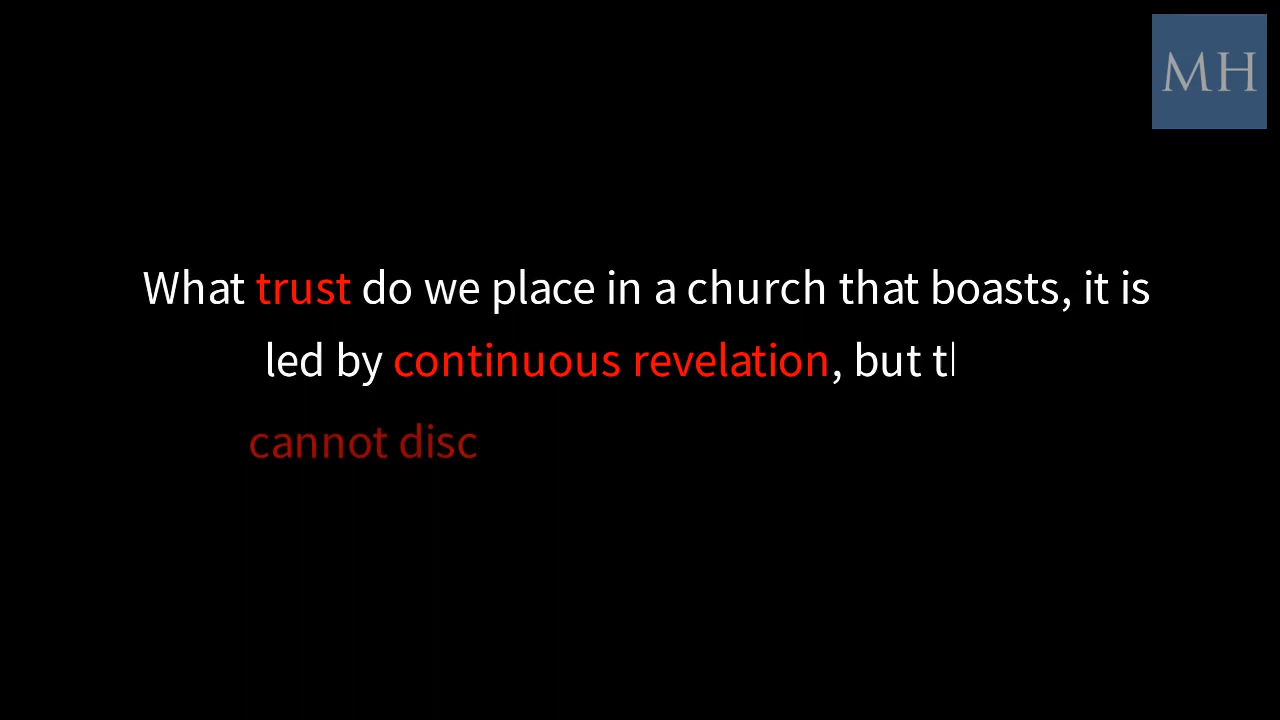 MH
What trust do we place in a church that boasts, it is
led by continuous revelation, but
cannot disc